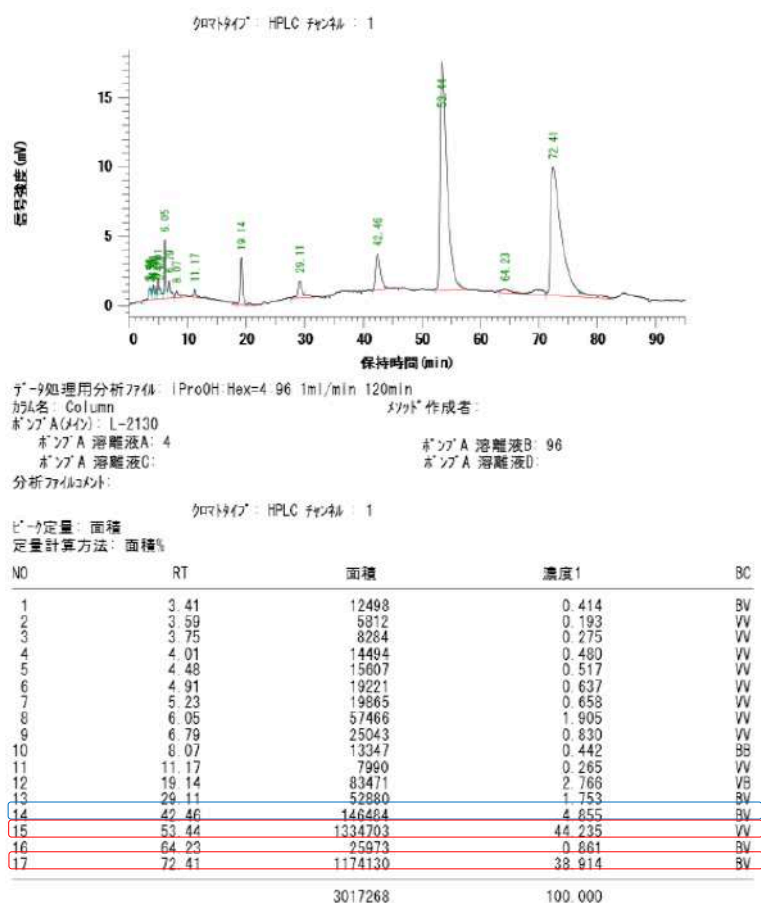 クロマトタイプ: HPLC チャンネル : 1
信号強度(mV)
15
10
5
0
6.05
8.07
11.17
19.14
29.11
42.46
53.44
64.23
72.41
0 10 20 30 40 50 60 70 80 90
保持時間(min)
データ処理用分析ファイル: iPrOH:Hex=4:96 1ml/min 120min
カラム名: Column メソッド作成者:
ポンプA(メイン): L-2130
ポンプA 溶離液A: 4 ポンプA 溶離液B: 96
ポンプA 溶離液C: ポンプA 溶離液D:
分析ファイルコメント:
クロマトタイプ: HPLC チャンネル : 1
ピーク定量: 面積
定量計算方法: 面積%
NO RT 面積 濃度1 BC
1 3.41 12498 0.414 BV
2 3.59 5812 0.193 VV
3 3.75 8284 0.275 VV
4 4.01 14494 0.480 VV
5 4.48 15607 0.517 VV
6 4.91 19221 0.637 VV
7 5.23 19865 0.658 VV
8 6.05 57466 1.905 VV
9 6.79 25043 0.830 VV
10 8.07 13347 0.442 BB
11 11.17 7990 0.265 VV
12 19.14 83471 2.766 VB
13 29.11 52880 1.753 BV
14 42.46 146484 4.855 BV
15 53.44 1334703 44.235 VV
16 64.23 25973 0.861 BV
17 72.41 1174130 38.914 BV
3017268 100.000